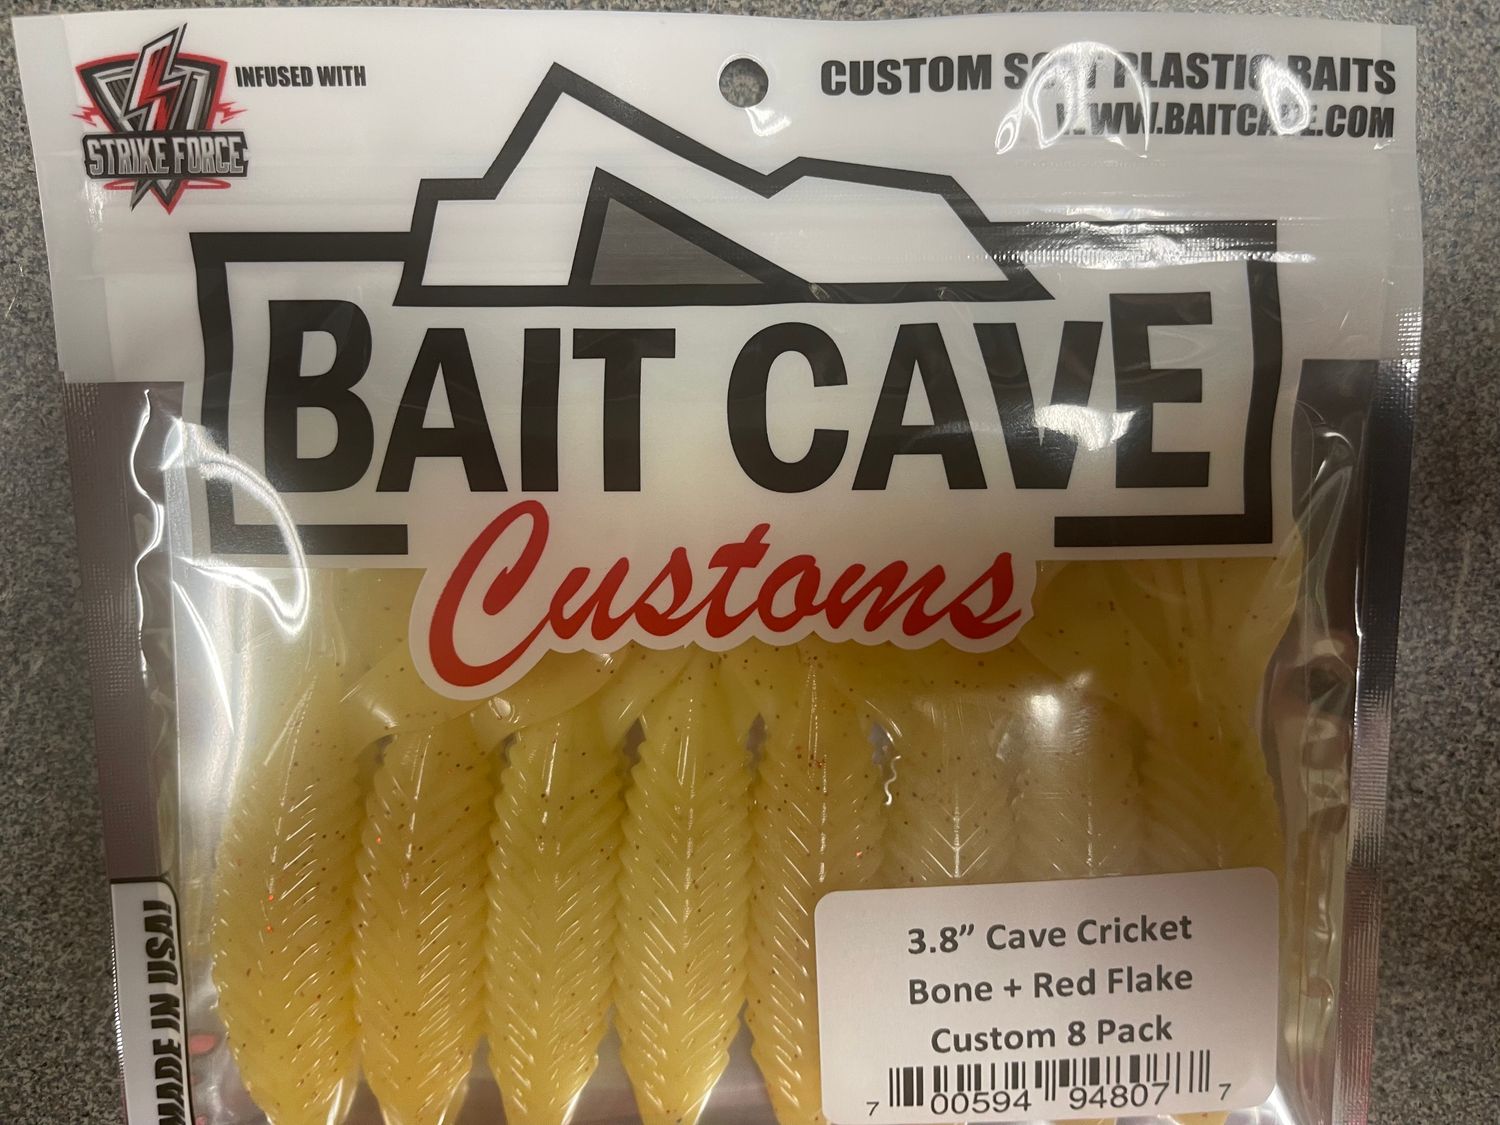 STRIKE FORCE
INFUSED WITH
CUSTOM SOFT PLASTIC BAITS
WWW.BAITCAVE.COM
BAIT CAVE
Customs
MADE IN USA!
3.8” Cave Cricket
Bone + Red Flake
Custom 8 Pack
7 00594 94807 7